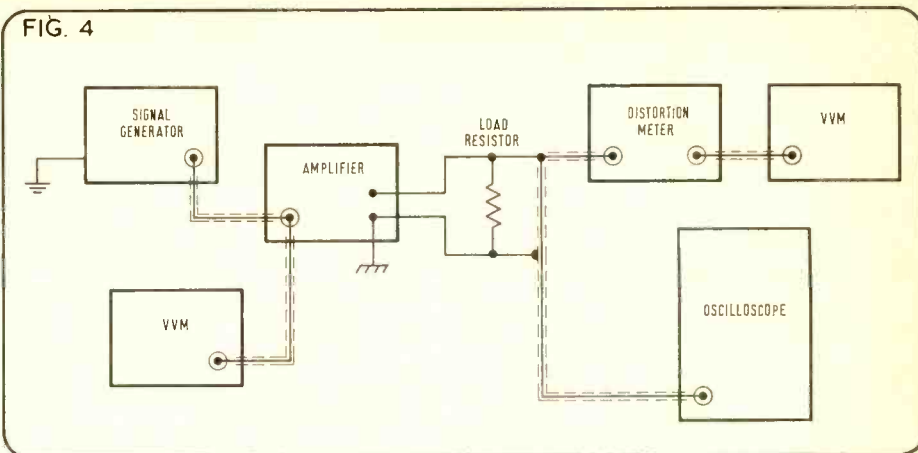 FIG. 4
SIGNAL
GENERATOR
AMPLIFIER
VVM
LOAD
RESISTOR
DISTORTION
METER
VVM
OSCILLOSCOPE